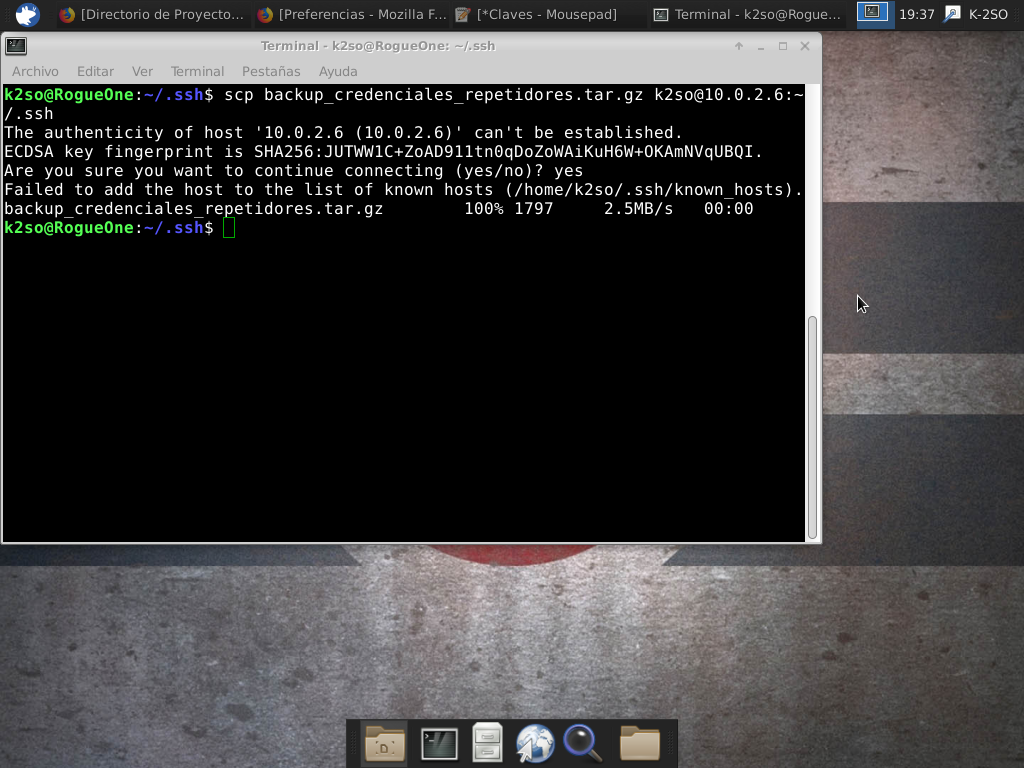 [Directorio de Proyecto...
[Preferencias - Mozilla F...
[*Claves - Mousepad]
Terminal - k2so@Rogue...
19:37
K-2SO
Terminal - k2so@RogueOne: ~/.ssh
Archivo Editar Ver Terminal Pestañas Ayuda
k2so@RogueOne:~/.ssh$ scp backup_credenciales_repetidores.tar.gz k2so@10.0.2.6:~
/.ssh
The authenticity of host '10.0.2.6 (10.0.2.6)' can't be established.
ECDSA key fingerprint is SHA256:JUTWW1C+ZoAD911tn0qDoZoWAiKuH6W+OKAmNVqUBQI.
Are you sure you want to continue connecting (yes/no)? yes
Failed to add the host to the list of known hosts (/home/k2so/.ssh/known_hosts).
backup_credenciales_repetidores.tar.gz 100% 1797 2.5MB/s 00:00
k2so@RogueOne:~/.ssh$
D